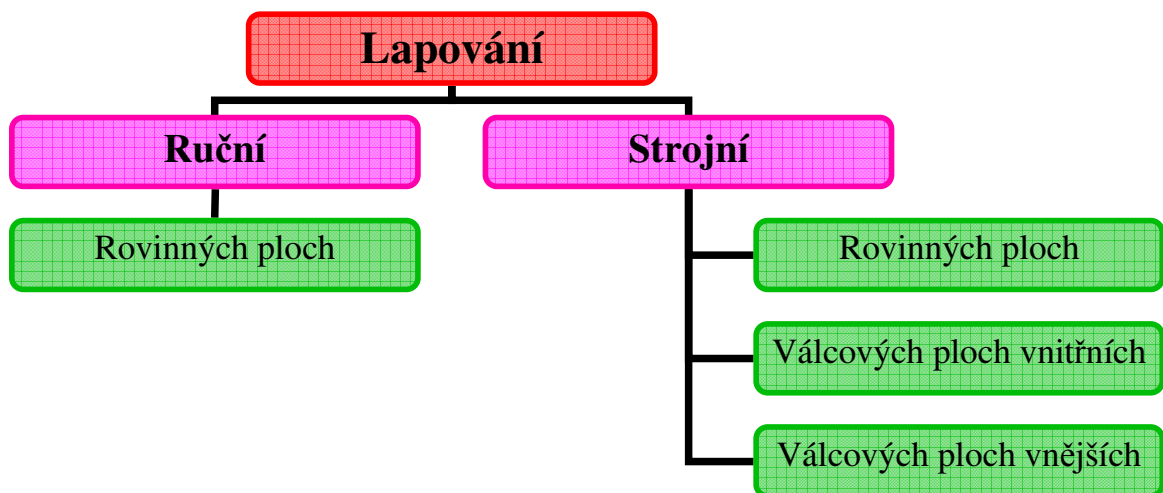 Lapování
Ruční
Strojní
Rovinných ploch
Rovinných ploch
Válcových ploch vnitřních
Válcových ploch vnějších